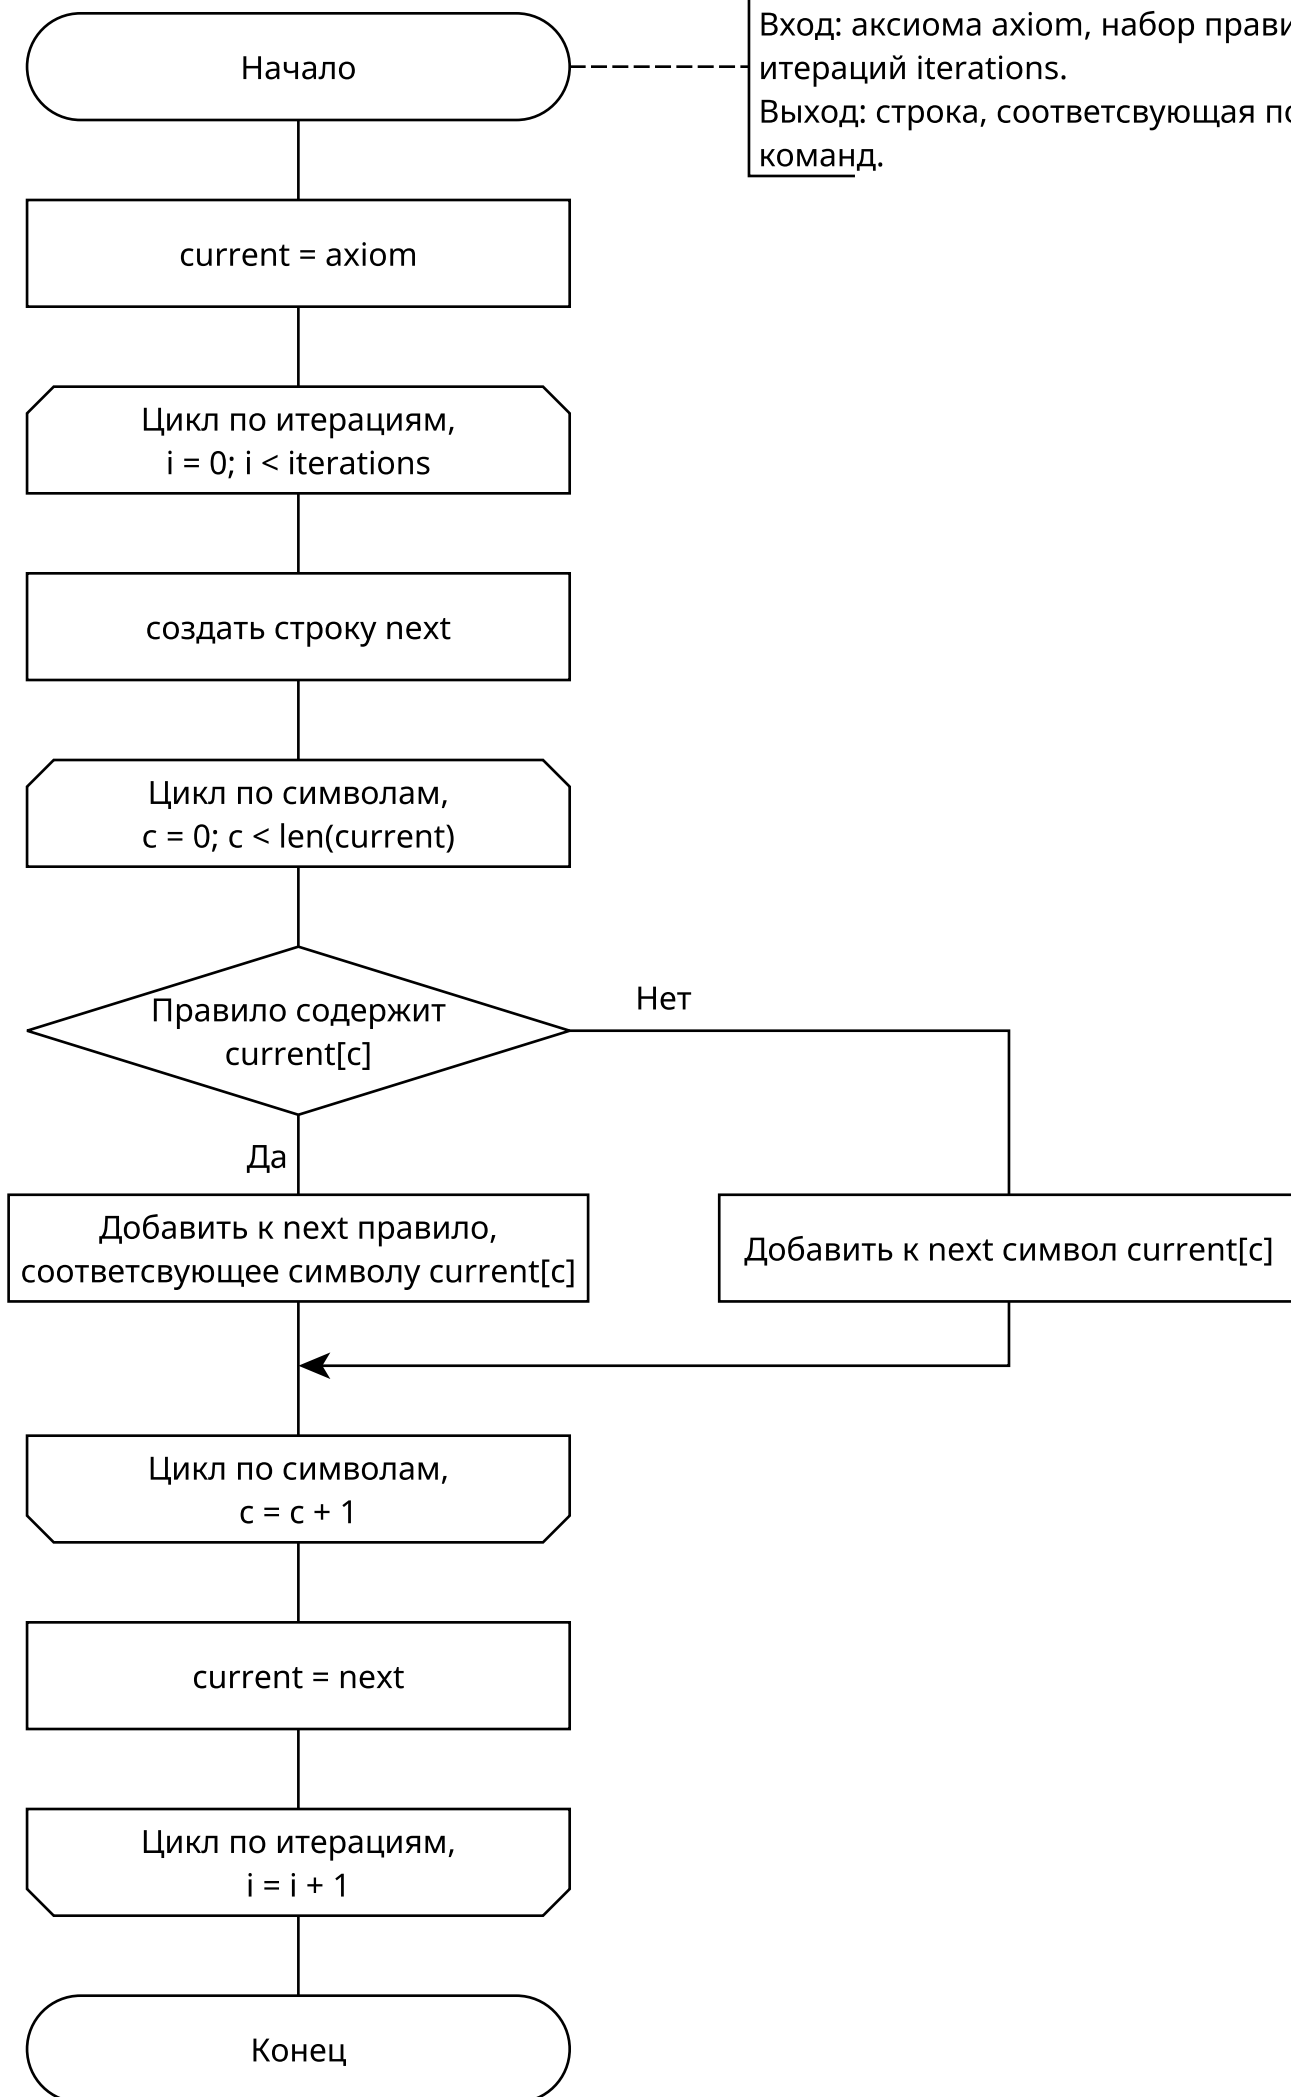 Начало
Вход: аксиома axiom, набор
итераций iterations.
Выход: строка, соответсвующая
команд.
current = axiom
Цикл по итерациям,
i = 0; i < iterations
создать строку next
Цикл по символам,
c = 0; c < len(current)
Правило содержит
current[c]
Нет
Да
Добавить к next правило,
соответсвующее символу current[c]
Добавить к next символ current[c]
Цикл по символам,
c = c + 1
current = next
Цикл по итерациям,
i = i + 1
Конец